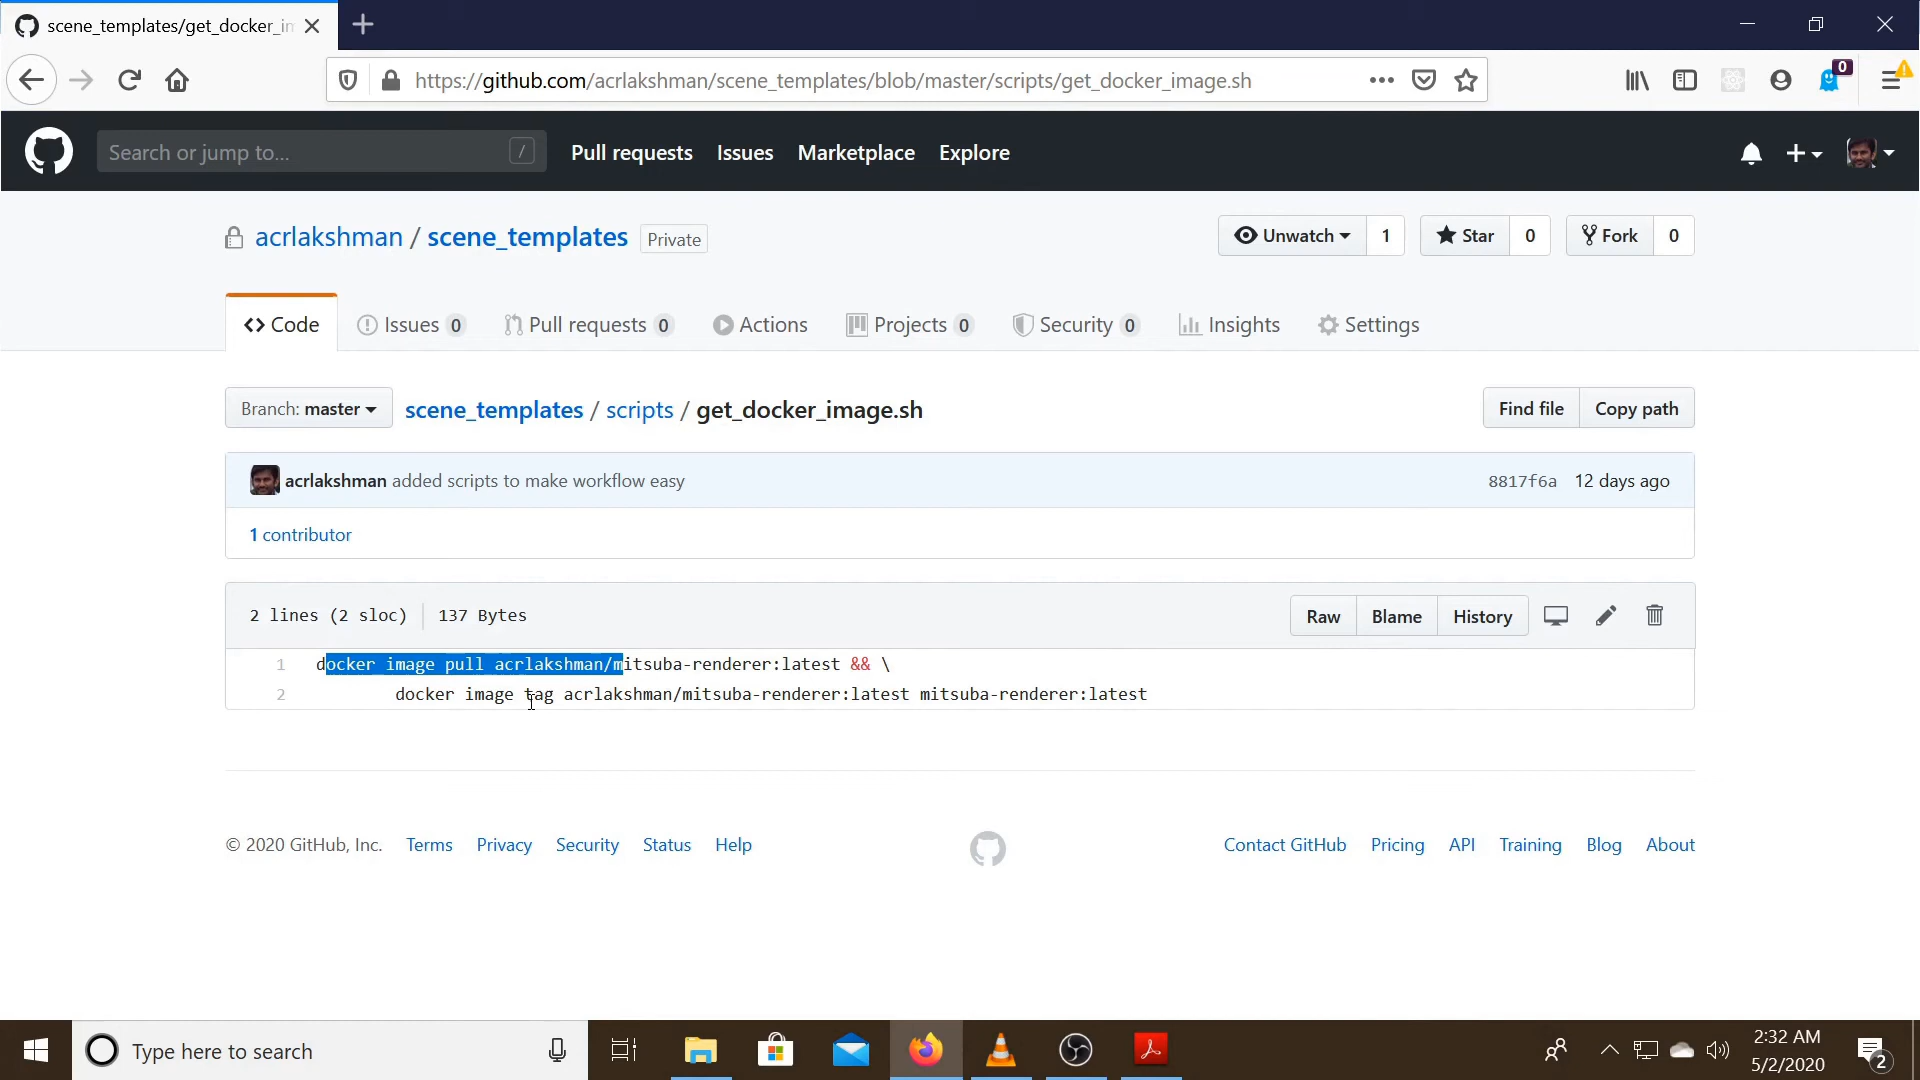 scene_templates/get_docker_in
https://github.com/acrlakshman/scene_templates/blob/master/scripts/get_docker_image.sh
0
Search or jump to...
/
Pull requests
Issues
Marketplace
Explore
acrlakshman / scene_templates
Private
Unwatch
1
Star
0
Fork
0
Code
Issues 0
Pull requests 0
Actions
Projects 0
Security 0
Insights
Settings
Branch: master
scene_templates / scripts / get_docker_image.sh
Find file
Copy path
acrlakshman added scripts to make workflow easy
8817f6a 12 days ago
1 contributor
2 lines (2 sloc)
137 Bytes
Raw
Blame
History
1 docker image pull acrlakshman/mitsuba-renderer:latest && \
2 docker image tag acrlakshman/mitsuba-renderer:latest mitsuba-renderer:latest
© 2020 GitHub, Inc.
Terms
Privacy
Security
Status
Help
Contact GitHub
Pricing
API
Training
Blog
About
Type here to search
2:32 AM
5/2/2020
2